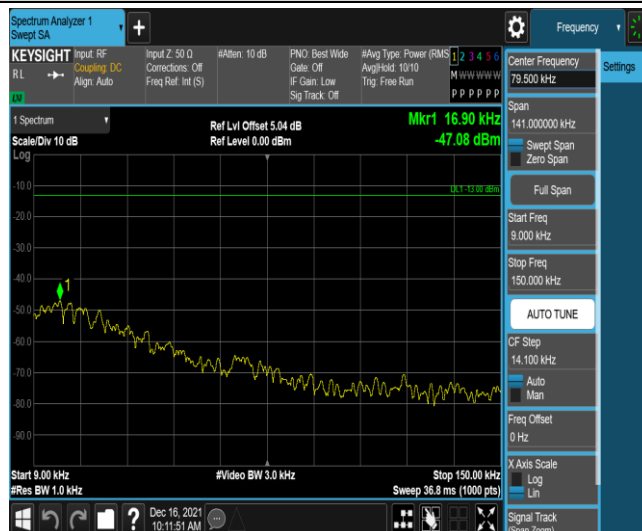 Spectrum Analyzer 1
Swept SA
+
Frequency
KEYSIGHT
RL
Input: RF
Coupling: DC
Align: Auto
Input Z: 50 Ω
Corrections: Off
Freq Ref: Int (S)
#Atten: 10 dB
PNO: Best Wide
Gate: Off
IF Gain: Low
Sig Track: Off
#Avg Type: Power (RMS
Avg|Hold: 10/10
Trig: Free Run
1 2 3 4 5 6
M W W W W W
P P P P P P
1 Spectrum
Scale/Div 10 dB
Log
Ref Lvl Offset 5.04 dB
Ref Level 0.00 dBm
Mkr1 16.90 kHz
-47.08 dBm
DL1 -13.00 dBm
-10.0
-20.0
-30.0
-40.0
-50.0
-60.0
-70.0
-80.0
-90.0
1
Start 9.00 kHz
#Res BW 1.0 kHz
#Video BW 3.0 kHz
Stop 150.00 kHz
Sweep 36.8 ms (1000 pts)
Dec 16, 2021
10:11:51 AM
Center Frequency
79.500 kHz
Settings
Span
141.000000 kHz
Swept Span
Zero Span
Full Span
Start Freq
9.000 kHz
Stop Freq
150.000 kHz
AUTO TUNE
CF Step
14.100 kHz
Auto
Man
Freq Offset
0 Hz
X Axis Scale
Log
Lin
Signal Track
(Span Zoom)